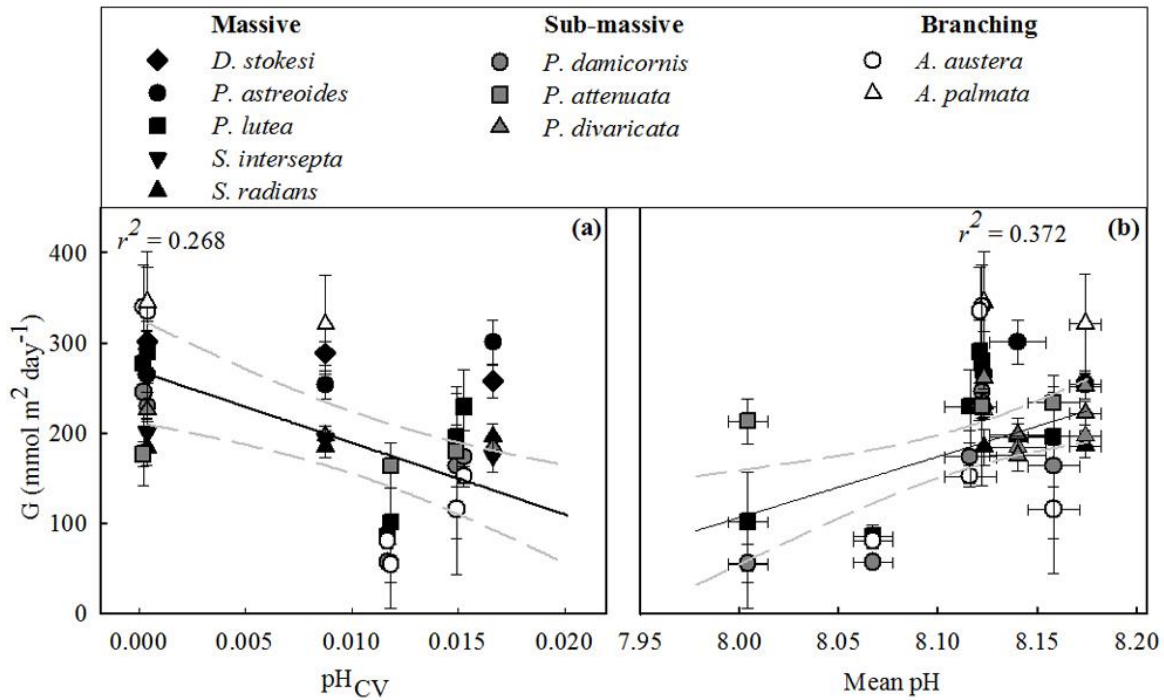 Massive Sub-massive Branching
D. stokesi P. damicornis A. austera
P. astreoides P. attenuata A. palmata
P. lutea P. divaricata
S. intersepta
S. radians
r² = 0.268 (a) r² = 0.372 (b)
400
300
200
100
0
G (mmol m² day⁻¹)
0.000 0.005 0.010 0.015 0.020 7.95 8.00 8.05 8.10 8.15 8.20
pHCV Mean pH